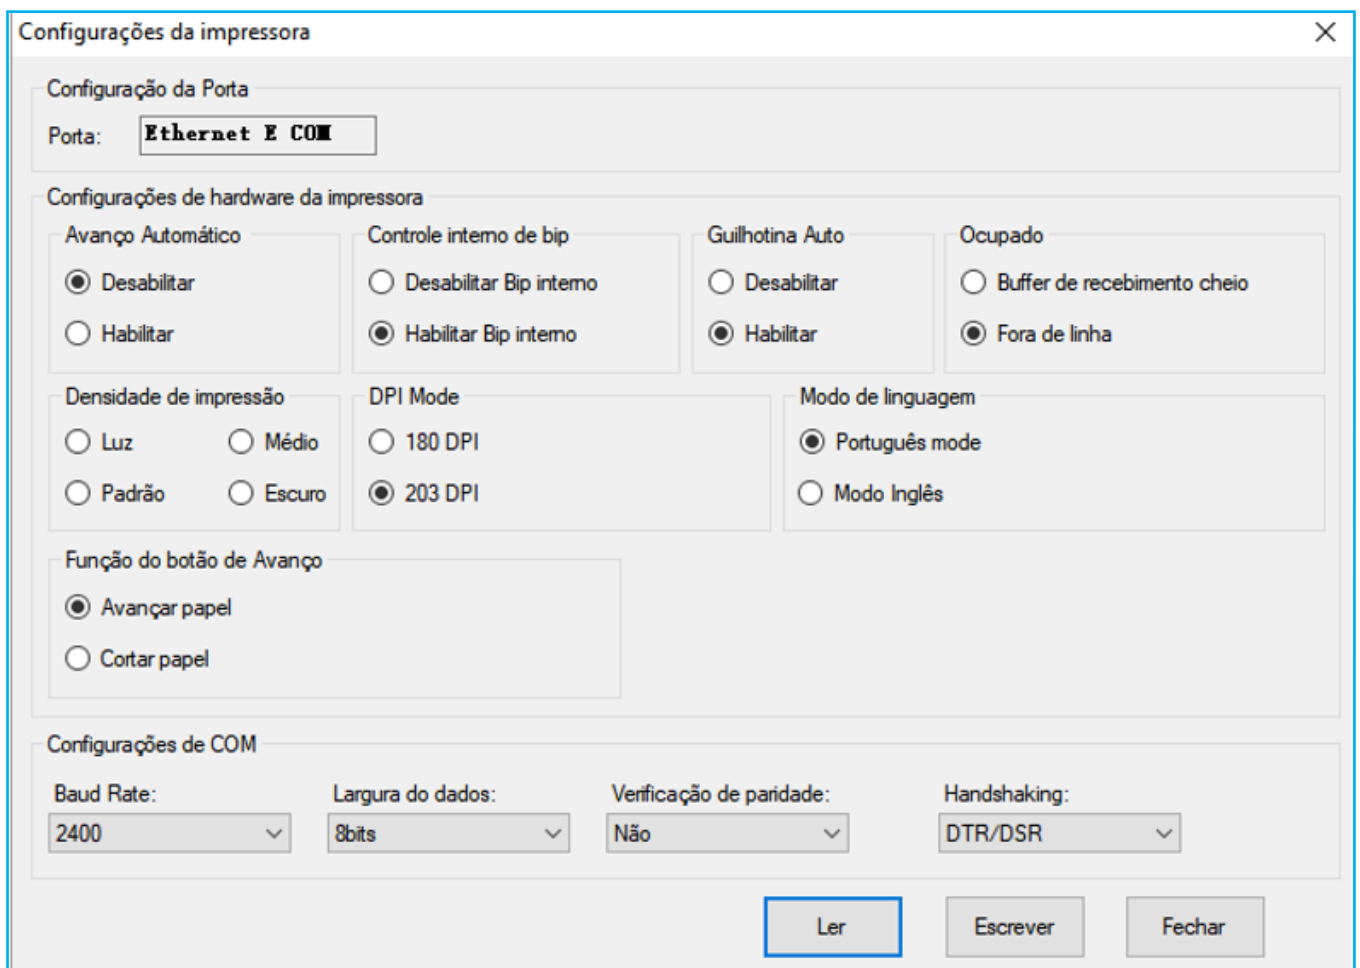 Configurações da impressora
Configuração da Porta
Porta: Ethernet E COM
Configurações de hardware da impressora
Avanço Automático Controle interno de bip Guilhotina Auto Ocupado
Desabilitar Desabilitar Bip interno Desabilitar Buffer de recebimento cheio
Habilitar Habilitar Bip interno Habilitar Fora de linha
Densidade de impressão DPI Mode Modo de linguagem
Luz Médio 180 DPI Português mode
Padrão Escuro 203 DPI Modo Inglês
Função do botão de Avanço
Avançar papel
Cortar papel
Configurações de COM
Baud Rate: Largura do dados: Verificação de paridade: Handshaking:
2400 8bits Não DTR/DSR
Ler Escrever Fechar